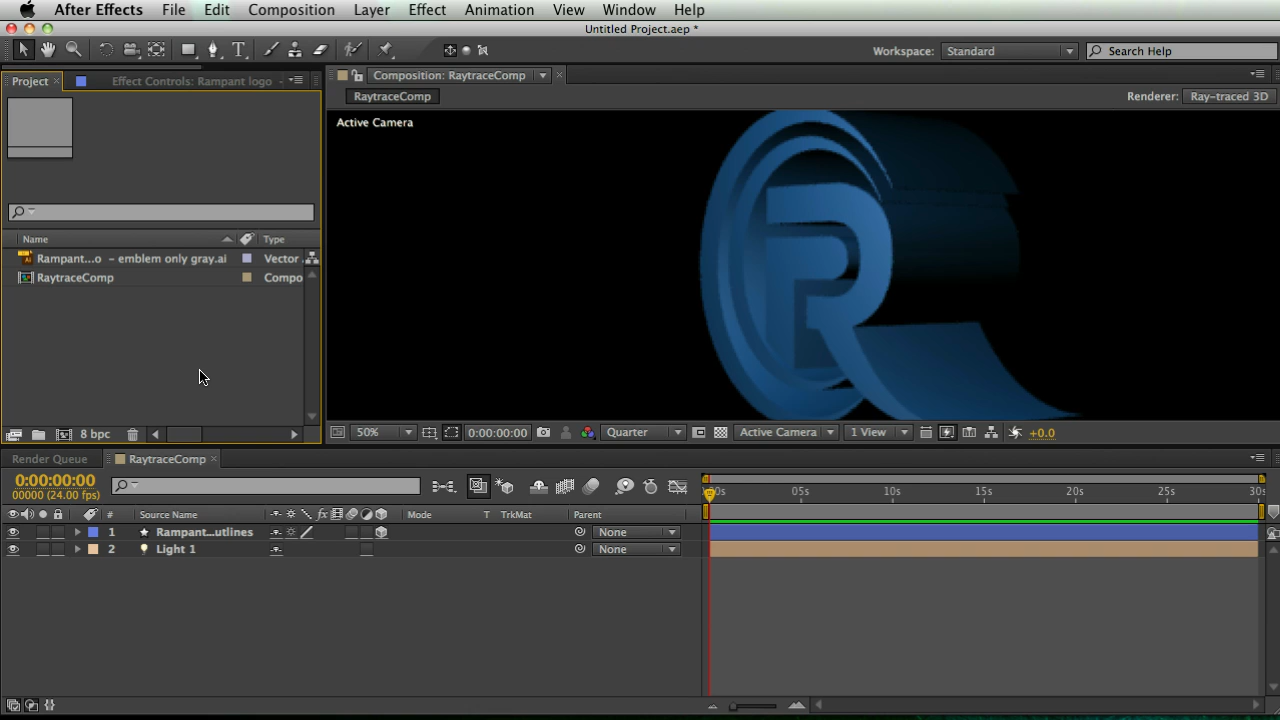 After Effects File Edit Composition Layer Effect Animation View Window Help
Untitled Project.aep *
T Workspace: Standard Search Help
Project × Effect Controls: Rampant logo - Composition: RaytraceComp ×
RaytraceComp Renderer: Ray-traced 3D
Active Camera
R
Name Type
Rampant...o – emblem only gray.ai Vector
RaytraceComp Compo
8 bpc 50% 0:00:00:00 Quarter Active Camera 1 View +0.0
Render Queue RaytraceComp ×
0:00:00:00
00000 (24.00 fps)
:00s 05s 10s 15s 20s 25s 30s
# Source Name fx Mode T TrkMat Parent
1 Rampant...utlines None
2 Light 1 None